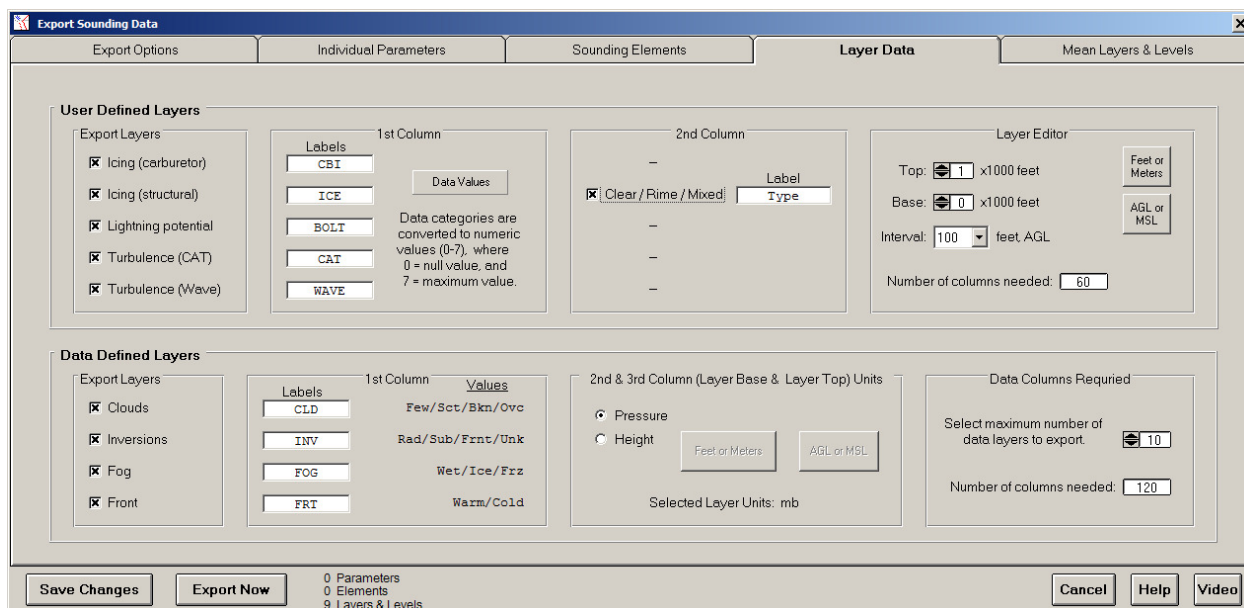 Export Sounding Data
Export Options Individual Parameters Sounding Elements Layer Data Mean Layers & Levels
User Defined Layers
Export Layers
Icing (carburetor)
Icing (structural)
Lightning potential
Turbulence (CAT)
Turbulence (Wave)
1st Column
Labels
CBI
ICE
BOLT
CAT
WAVE
Data Values
Data categories are
converted to numeric
values (0-7), where
0 = null value, and
7 = maximum value.
2nd Column
–
Label
Clear / Rime / Mixed Type
–
–
–
Layer Editor
Top: 1 x1000 feet
Base: 0 x1000 feet
Interval: 100 feet, AGL
Feet or
Meters
AGL or
MSL
Number of columns needed: 60
Data Defined Layers
Export Layers
Clouds
Inversions
Fog
Front
1st Column
Labels Values
CLD Few/Sct/Bkn/Ovc
INV Rad/Sub/Frnt/Unk
FOG Wet/Ice/Frz
FRT Warm/Cold
2nd & 3rd Column (Layer Base & Layer Top) Units
Pressure
Height
Feet or Meters AGL or MSL
Selected Layer Units: mb
Data Columns Requried
Select maximum number of
data layers to export. 10
Number of columns needed: 120
Save Changes Export Now
0 Parameters
0 Elements
9 Layers & Levels
Cancel Help Video